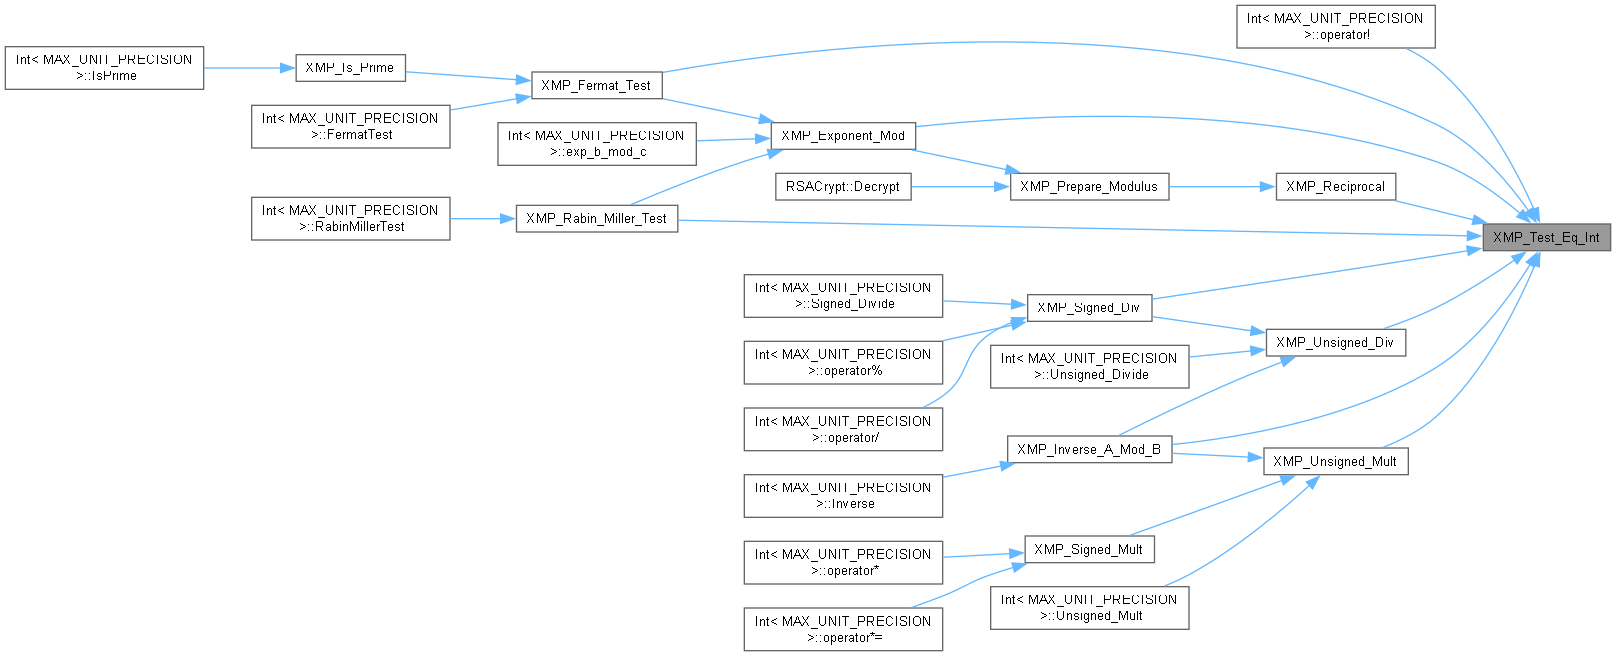 Int< MAX_UNIT_PRECISION
>::operator!
Int< MAX_UNIT_PRECISION
>::IsPrime
XMP_Is_Prime
XMP_Fermat_Test
Int< MAX_UNIT_PRECISION
>::FermatTest
Int< MAX_UNIT_PRECISION
>::exp_b_mod_c
XMP_Exponent_Mod
RSACrypt::Decrypt
XMP_Prepare_Modulus
XMP_Reciprocal
Int< MAX_UNIT_PRECISION
>::RabinMillerTest
XMP_Rabin_Miller_Test
XMP_Test_Eq_Int
Int< MAX_UNIT_PRECISION
>::Signed_Divide
XMP_Signed_Div
XMP_Unsigned_Div
Int< MAX_UNIT_PRECISION
>::operator%
Int< MAX_UNIT_PRECISION
>::Unsigned_Divide
Int< MAX_UNIT_PRECISION
>::operator/
XMP_Inverse_A_Mod_B
XMP_Unsigned_Mult
Int< MAX_UNIT_PRECISION
>::Inverse
Int< MAX_UNIT_PRECISION
>::operator*
XMP_Signed_Mult
Int< MAX_UNIT_PRECISION
>::Unsigned_Mult
Int< MAX_UNIT_PRECISION
>::operator*=